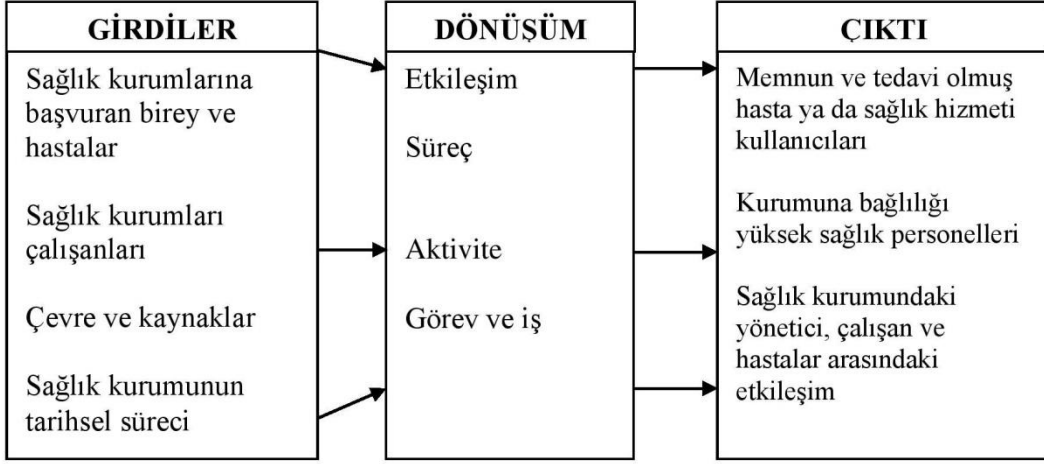 GİRDİLER
Sağlık kurumlarına
başvuran birey ve
hastalar
Sağlık kurumları
çalışanları
Çevre ve kaynaklar
Sağlık kurumunun
tarihsel süreci
DÖNÜŞÜM
Etkileşim
Süreç
Aktivite
Görev ve iş
ÇIKTI
Memnun ve tedavi olmuş
hasta ya da sağlık hizmeti
kullanıcıları
Kurumuna bağlılığı
yüksek sağlık personelleri
Sağlık kurumundaki
yönetici, çalışan ve
hastalar arasındaki
etkileşim